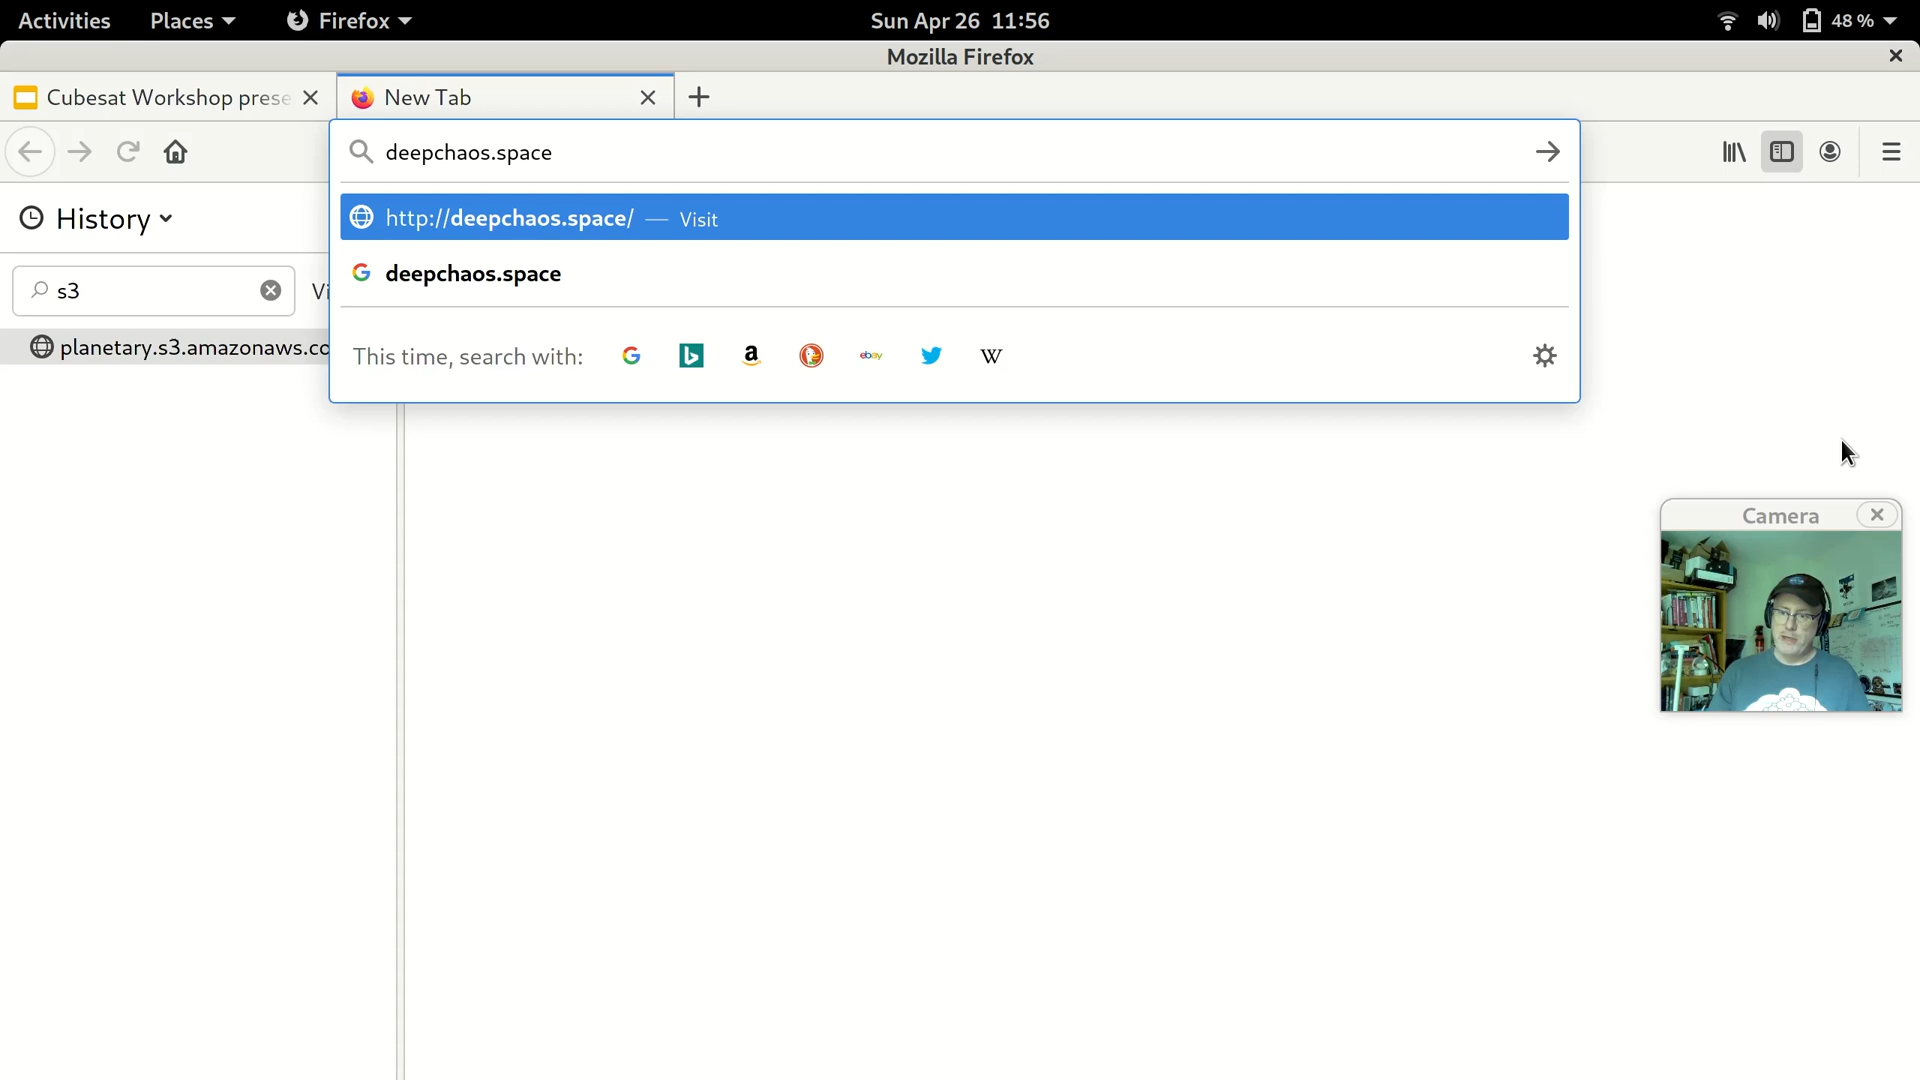 Activities Places Firefox Sun Apr 26 11:56 48 %
Mozilla Firefox
Cubesat Workshop prese New Tab
deepchaos.space
History
http://deepchaos.space/ — Visit
deepchaos.space
s3 Vi
planetary.s3.amazonaws.co
This time, search with: G b a ebay W
Camera